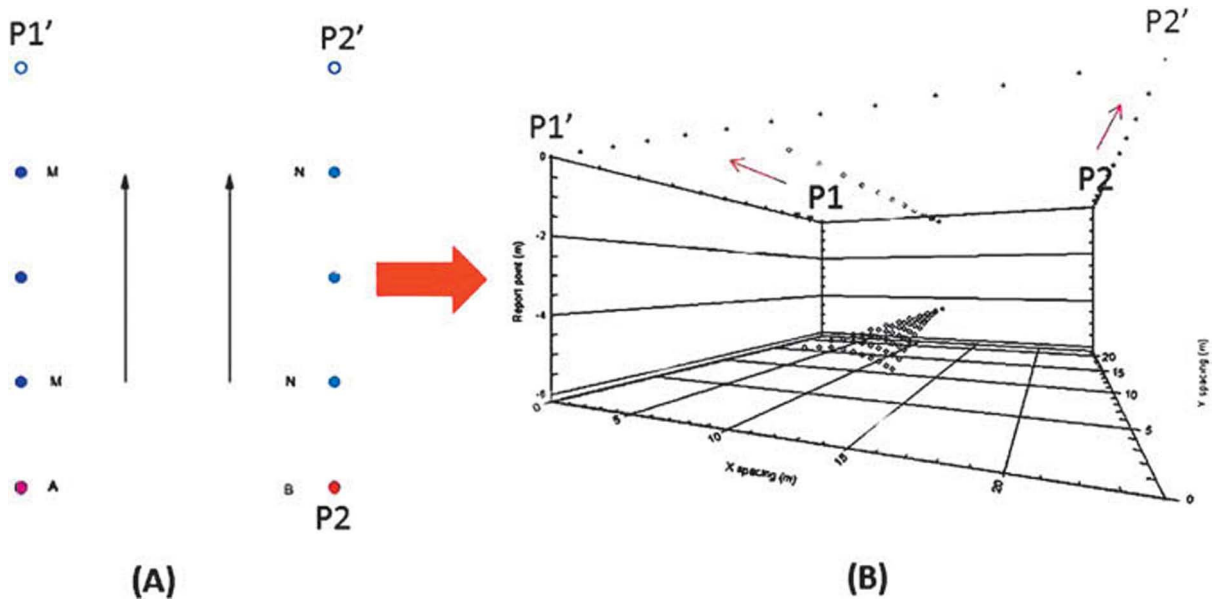 P1’
P2’
M
N
M
N
A
B
P2
(A)
P2’
P1’
P1
P2
0
-2
-4
-6
Report point (m)
0
5
10
15
20
X spacing (m)
20
15
10
5
0
Y spacing (m)
(B)